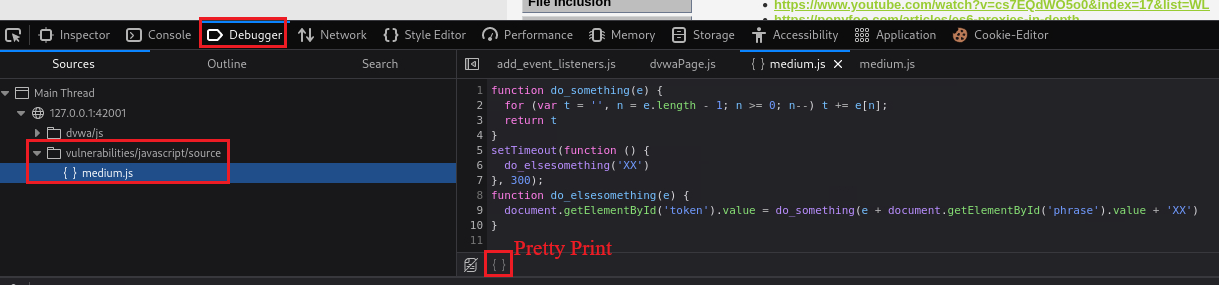 File Inclusion
https://www.youtube.com/watch?v=cs7EQdWO5o0&index=17&list=WL
https://ponyfoo.com/articles/es6-proxies-in-depth
Inspector Console Debugger Network Style Editor Performance Memory Storage Accessibility Application Cookie-Editor
Sources Outline Search
add_event_listeners.js dvwaPage.js { } medium.js medium.js
Main Thread
127.0.0.1:42001
dvwa/js
vulnerabilities/javascript/source
{ } medium.js
1 function do_something(e) {
2 for (var t = '', n = e.length - 1; n >= 0; n--) t += e[n];
3 return t
4 }
5 setTimeout(function () {
6 do_elsesomething('XX')
7 }, 300);
8 function do_elsesomething(e) {
9 document.getElementById('token').value = do_something(e + document.getElementById('phrase').value + 'XX')
10 }
11
Pretty Print
{ }